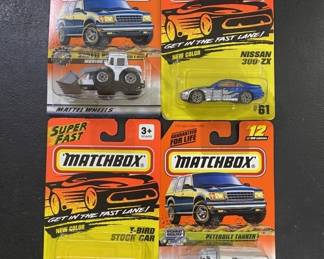 MATTEL WHEELS
GET IN THE FAST LANE!
NEW COLOR
NISSAN
300 ZX
#61
SUPER
FAST
3+
MATCHBOX
GET IN THE FAST LANE!
NEW COLOR
T-BIRD
STOCK CAR
GUARANTEED
FOR LIFE
12
MATCHBOX
PETERBILT TANKER